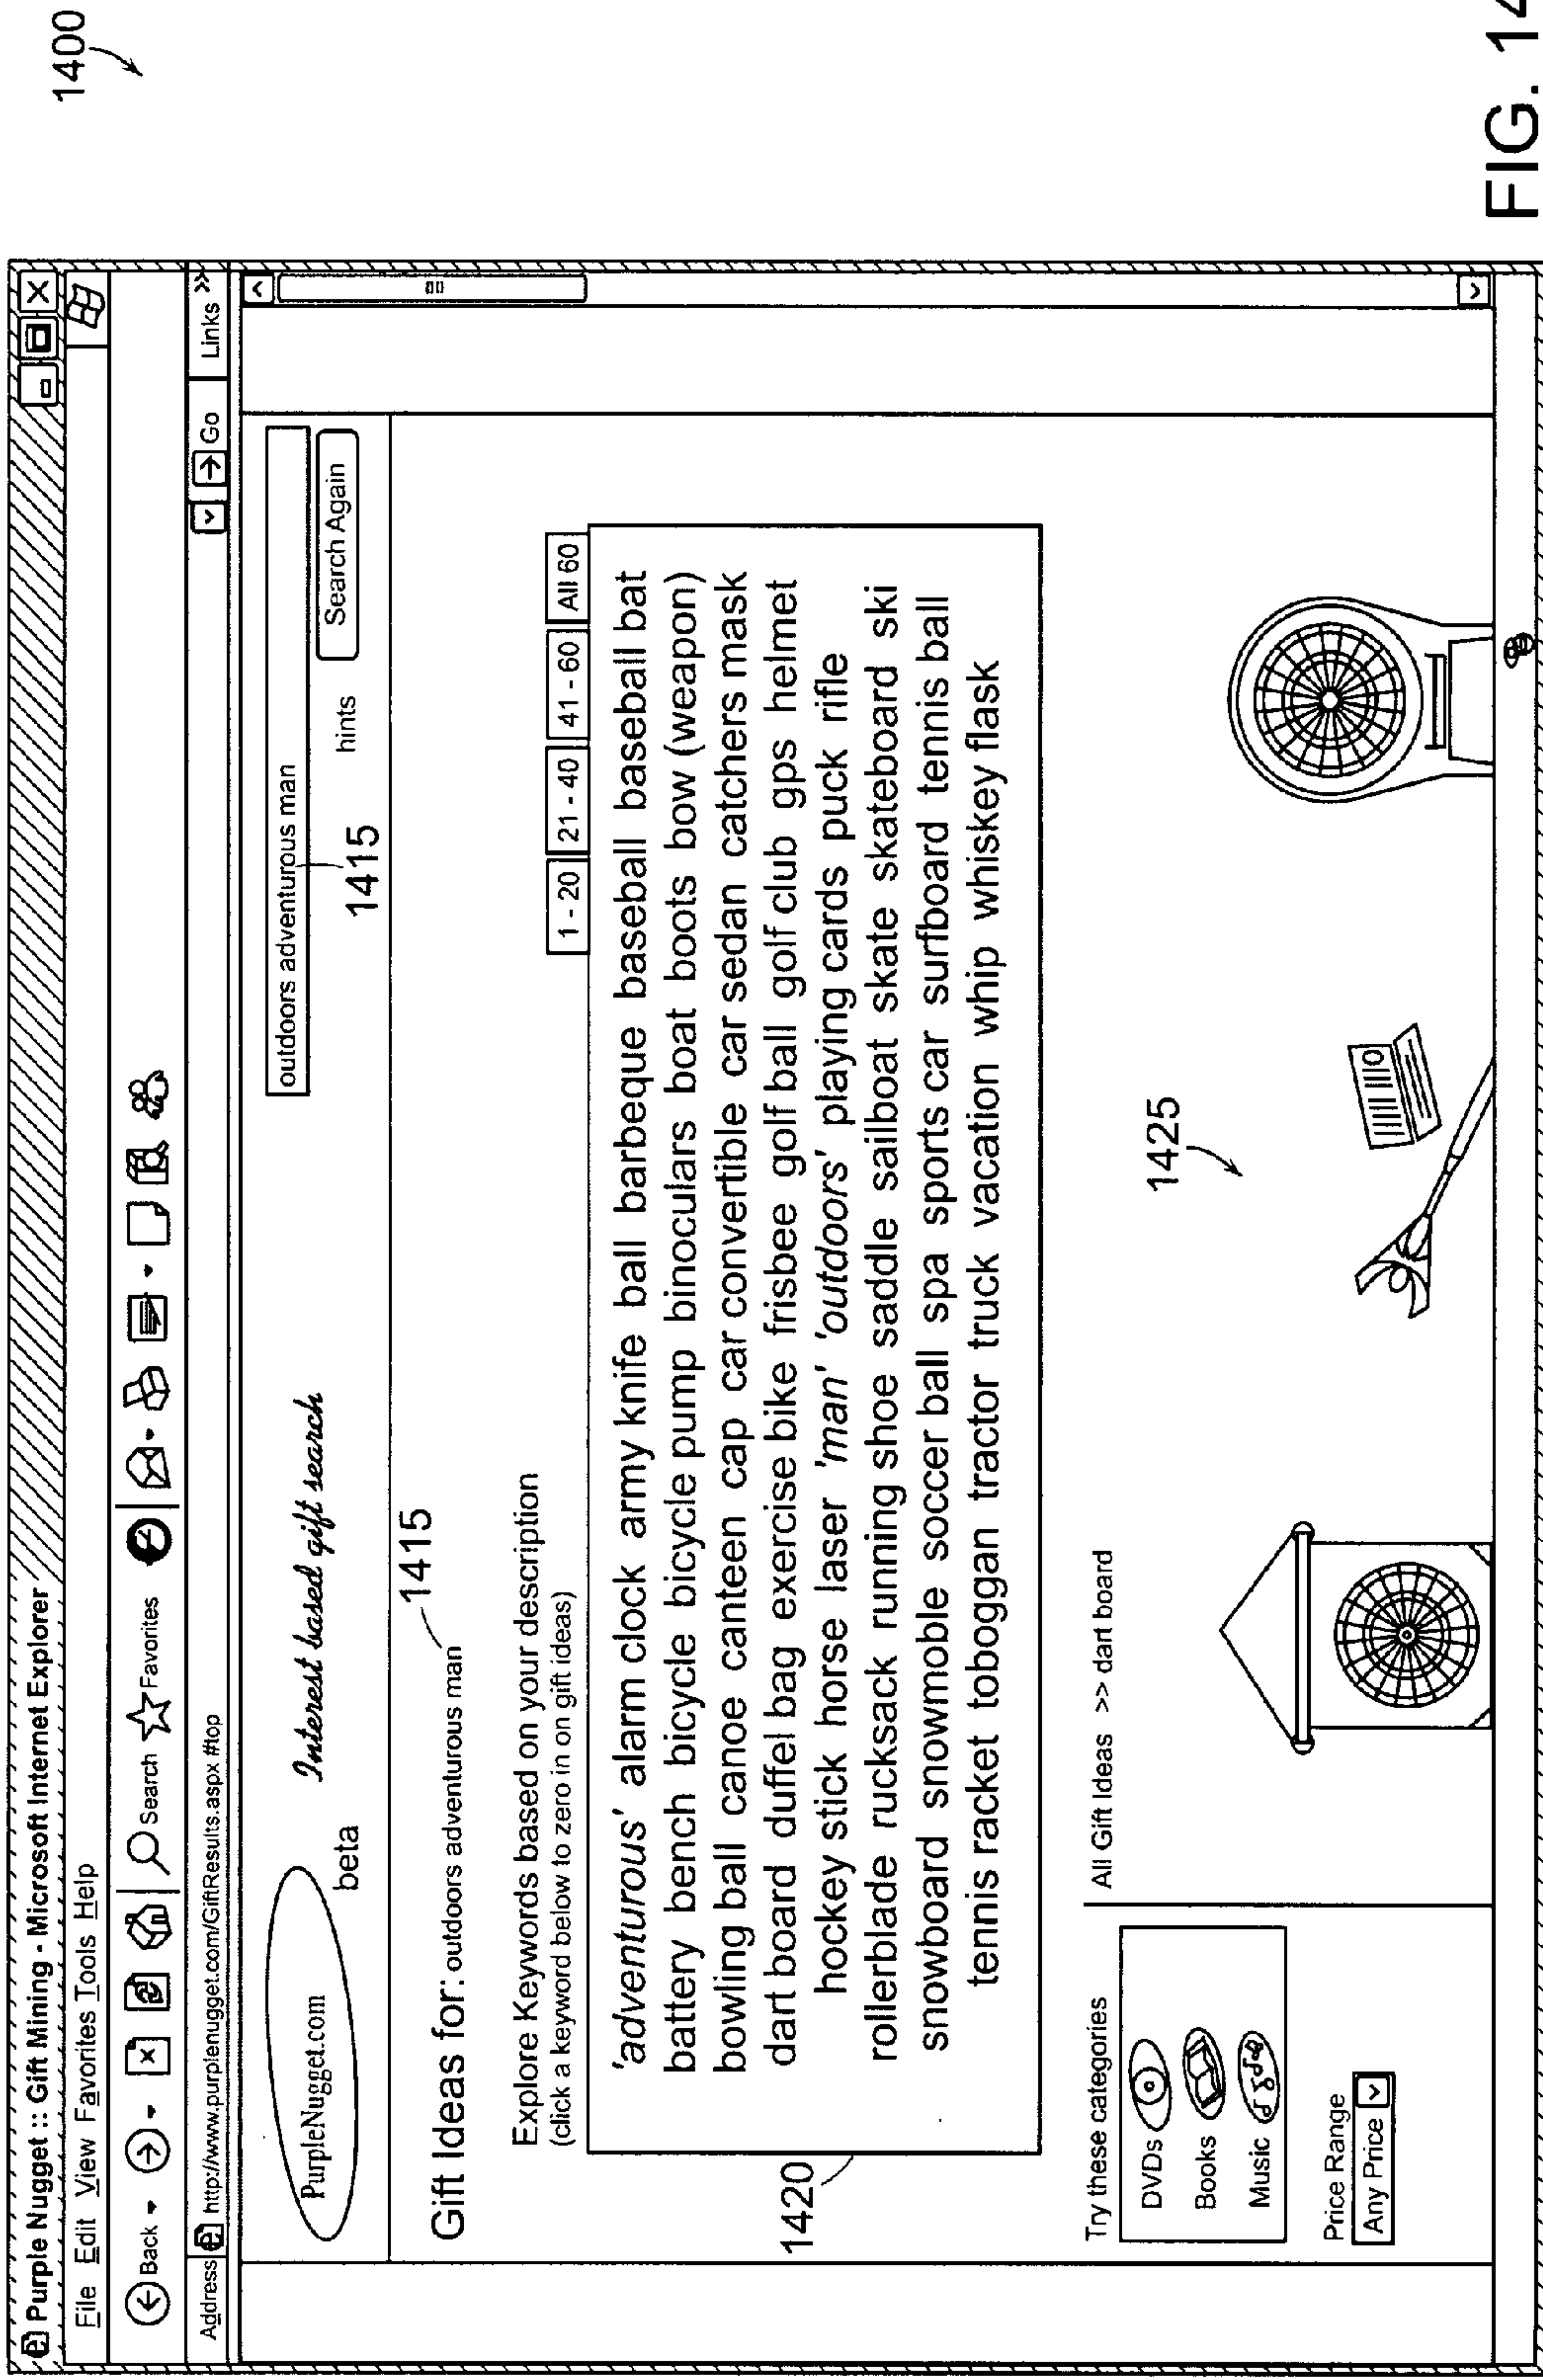 1400
Purple Nugget :: Gift Mining - Microsoft Internet Explorer
File Edit View Favorites Tools Help
Back Search Favorites
Address http://www.purplenugget.com/GiftResults.aspx #top Go Links >>
PurpleNugget.com
beta
Interest based gift search
outdoors adventurous man
1415
hints
Search Again
1415
Gift Ideas for: outdoors adventurous man
Explore Keywords based on your description
(click a keyword below to zero in on gift ideas)
1 - 20 21 - 40 41 - 60 All 60
1420
'adventurous' alarm clock army knife ball barbeque baseball baseball bat
battery bench bicycle bicycle pump binoculars boat boots bow (weapon)
bowling ball canoe canteen cap car convertible car sedan catchers mask
dart board duffel bag exercise bike frisbee golf ball golf club gps helmet
hockey stick horse laser 'man' 'outdoors' playing cards puck rifle
rollerblade rucksack running shoe saddle sailboat skate skateboard ski
snowboard snowmoble soccer ball spa sports car surfboard tennis ball
tennis racket toboggan tractor truck vacation whip whiskey flask
Try these categories
DVDs
Books
Music
Price Range
Any Price
All Gift Ideas >> dart board
1425
FIG. 14